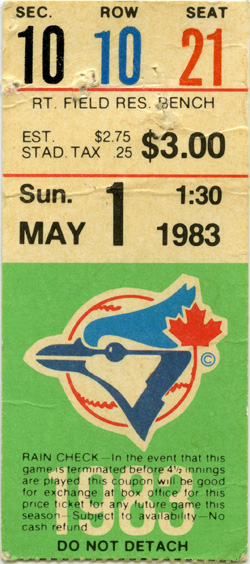 SEC. ROW SEAT
10 10 21
RT. FIELD RES. BENCH
EST. $2.75
STAD. TAX .25 $3.00
Sun. 1:30
MAY 1 1983
©
RAIN CHECK—In the event that this
game is terminated before 4½ innings
are played, this coupon will be good
for exchange at box office for this
price ticket for any future game this
season—Subject to availability—No
cash refund.
1983
DO NOT DETACH